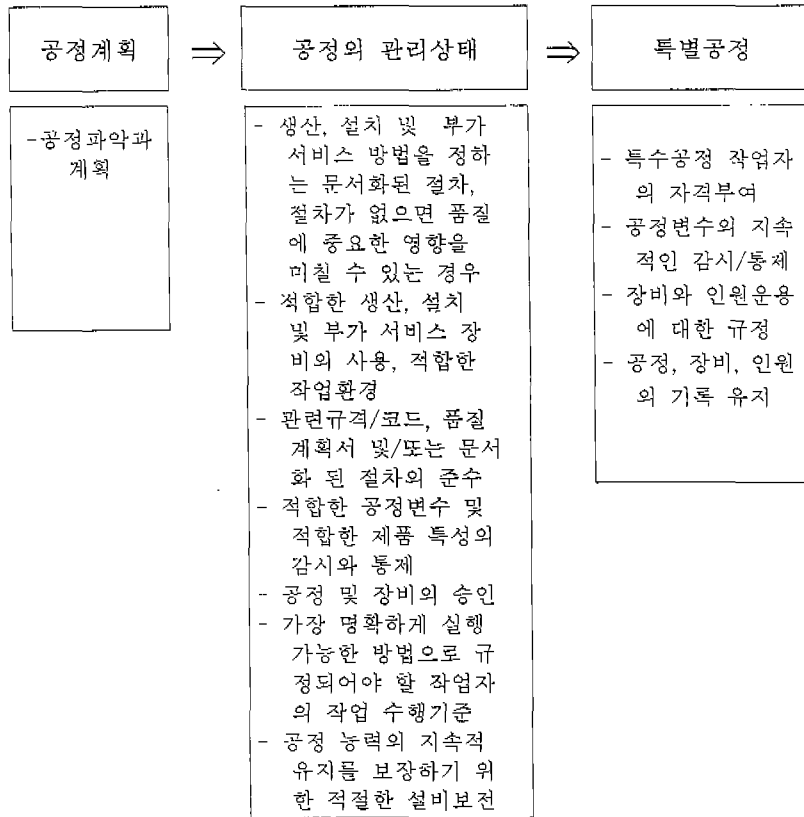 공정계획 ⇒ 공정의 관리상태 ⇒ 특별공정
-공정파악과
계획
- 생산, 설치 및 부가
서비스 방법을 정하
는 문서화된 절차,
절차가 없으면 품질
에 중요한 영향을
미칠 수 있는 경우
- 적합한 생산, 설치
및 부가 서비스 장
비의 사용, 적합한
작업환경
- 관련규격/코드, 품질
계획서 및/또는 문서
화 된 절차의 준수
- 적합한 공정변수 및
적합한 제품 특성의
감시와 통제
- 공정 및 장비의 승인
- 가장 명확하게 실행
가능한 방법으로 규
정되어야 할 작업자
의 작업 수행기준
- 공정 능력의 지속적
유지를 보장하기 위
한 적절한 설비보전
- 특수공정 작업자
의 자격부여
- 공정변수의 지속
적인 감시/통제
- 장비와 인원운용
에 대한 규정
- 공정, 장비, 인원
의 기록 유지